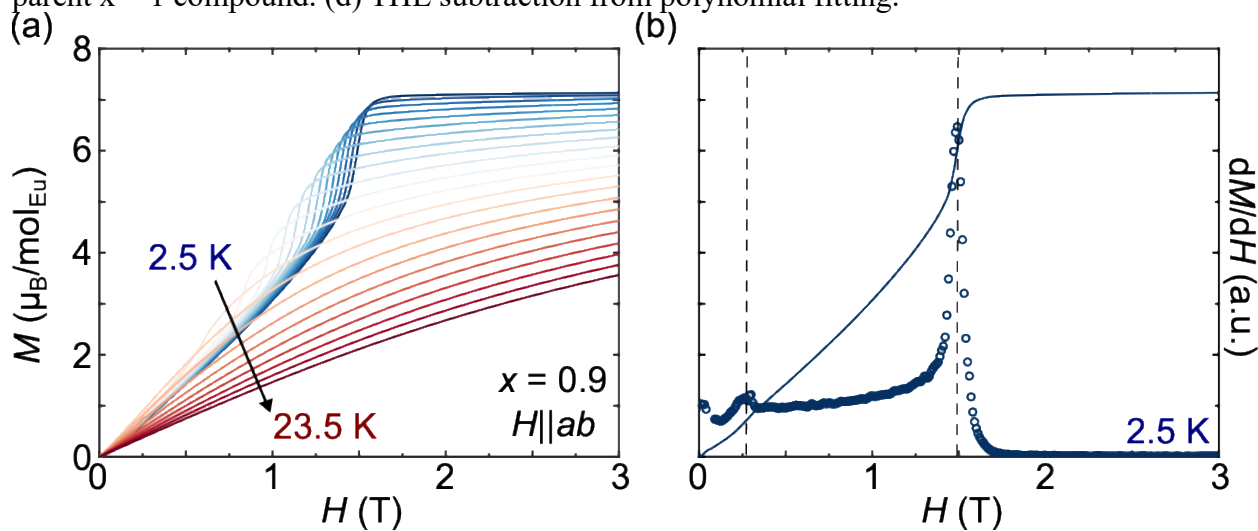 parent x = 1 compound. (d) THE subtraction from polynomial fitting.
(a)
8
6
4
2
0
M (μB/molEu)
2.5 K
23.5 K
x = 0.9
H||ab
0 1 2 3
H (T)
(b)
dM/dH (a.u.)
2.5 K
0 1 2 3
H (T)